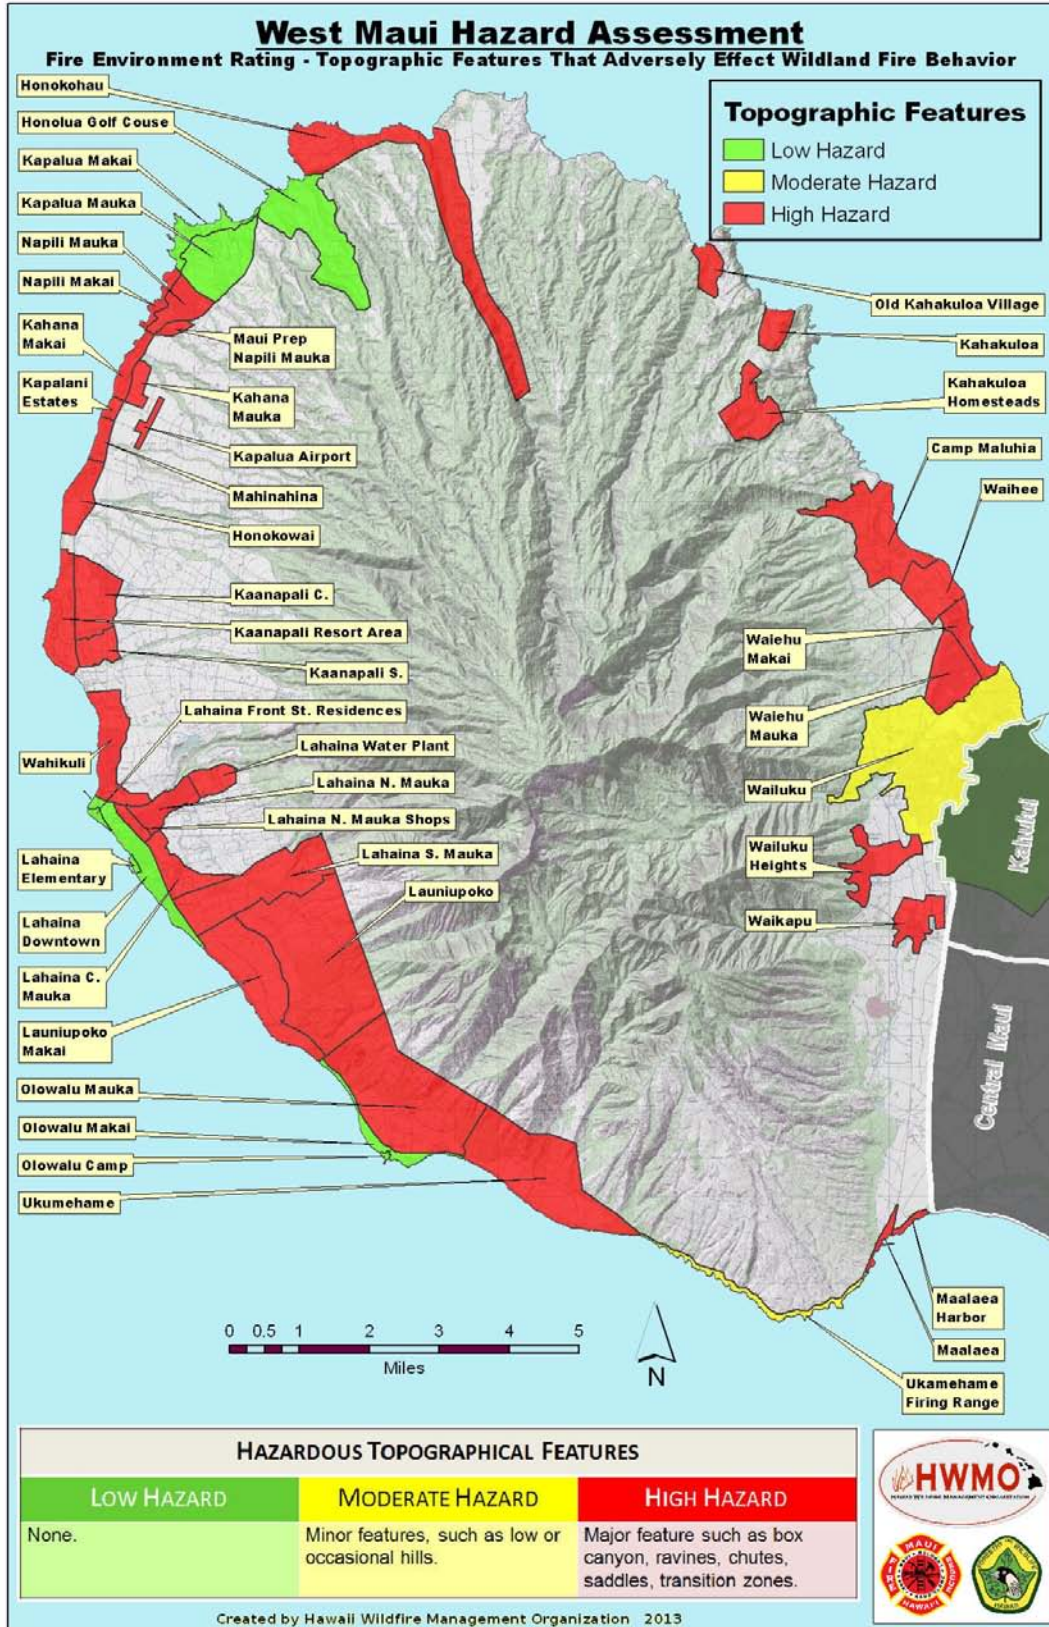 West Maui Hazard Assessment
Fire Environment Rating - Topographic Features That Adversely Effect Wildland Fire Behavior
Topographic Features
Low Hazard
Moderate Hazard
High Hazard
Honokohau
Honolua Golf Couse
Kapalua Makai
Kapalua Mauka
Napili Mauka
Napili Makai
Kahana
Makai
Kapalani
Estates
Maui Prep
Napili Mauka
Kahana
Mauka
Kapalua Airport
Mahinahina
Honokowai
Kaanapali C.
Kaanapali Resort Area
Kaanapali S.
Lahaina Front St. Residences
Wahikuli
Lahaina Water Plant
Lahaina N. Mauka
Lahaina N. Mauka Shops
Lahaina S. Mauka
Launiupoko
Lahaina
Elementary
Lahaina
Downtown
Lahaina C.
Mauka
Launiupoko
Makai
Olowalu Mauka
Olowalu Makai
Olowalu Camp
Ukumehame
Old Kahakuloa Village
Kahakuloa
Kahakuloa
Homesteads
Camp Maluhia
Waihee
Waiehu
Makai
Waiehu
Mauka
Wailuku
Wailuku
Heights
Waikapu
Kahului
Central Maui
Maalaea
Harbor
Maalaea
Ukamehame
Firing Range
0 0.5 1 2 3 4 5
Miles
N
HAZARDOUS TOPOGRAPHICAL FEATURES
LOW HAZARD
MODERATE HAZARD
HIGH HAZARD
None.
Minor features, such as low or
occasional hills.
Major feature such as box
canyon, ravines, chutes,
saddles, transition zones.
HWMO
MAUI
FIRE
HAWAII
Created by Hawaii Wildfire Management Organization 2013